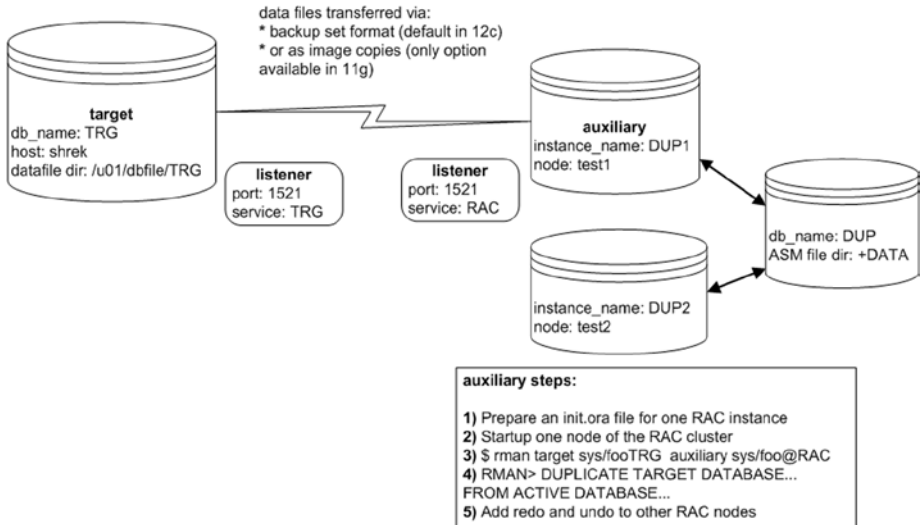 data files transferred via:
* backup set format (default in 12c)
* or as image copies (only option
available in 11g)
target
db_name: TRG
host: shrek
datafile dir: /u01/dbfile/TRG
listener
port: 1521
service: TRG
listener
port: 1521
service: RAC
auxiliary
instance_name: DUP1
node: test1
db_name: DUP
ASM file dir: +DATA
instance_name: DUP2
node: test2
auxiliary steps:
1) Prepare an init.ora file for one RAC instance
2) Startup one node of the RAC cluster
3) $ rman target sys/fooTRG auxiliary sys/foo@RAC
4) RMAN> DUPLICATE TARGET DATABASE...
FROM ACTIVE DATABASE...
5) Add redo and undo to other RAC nodes